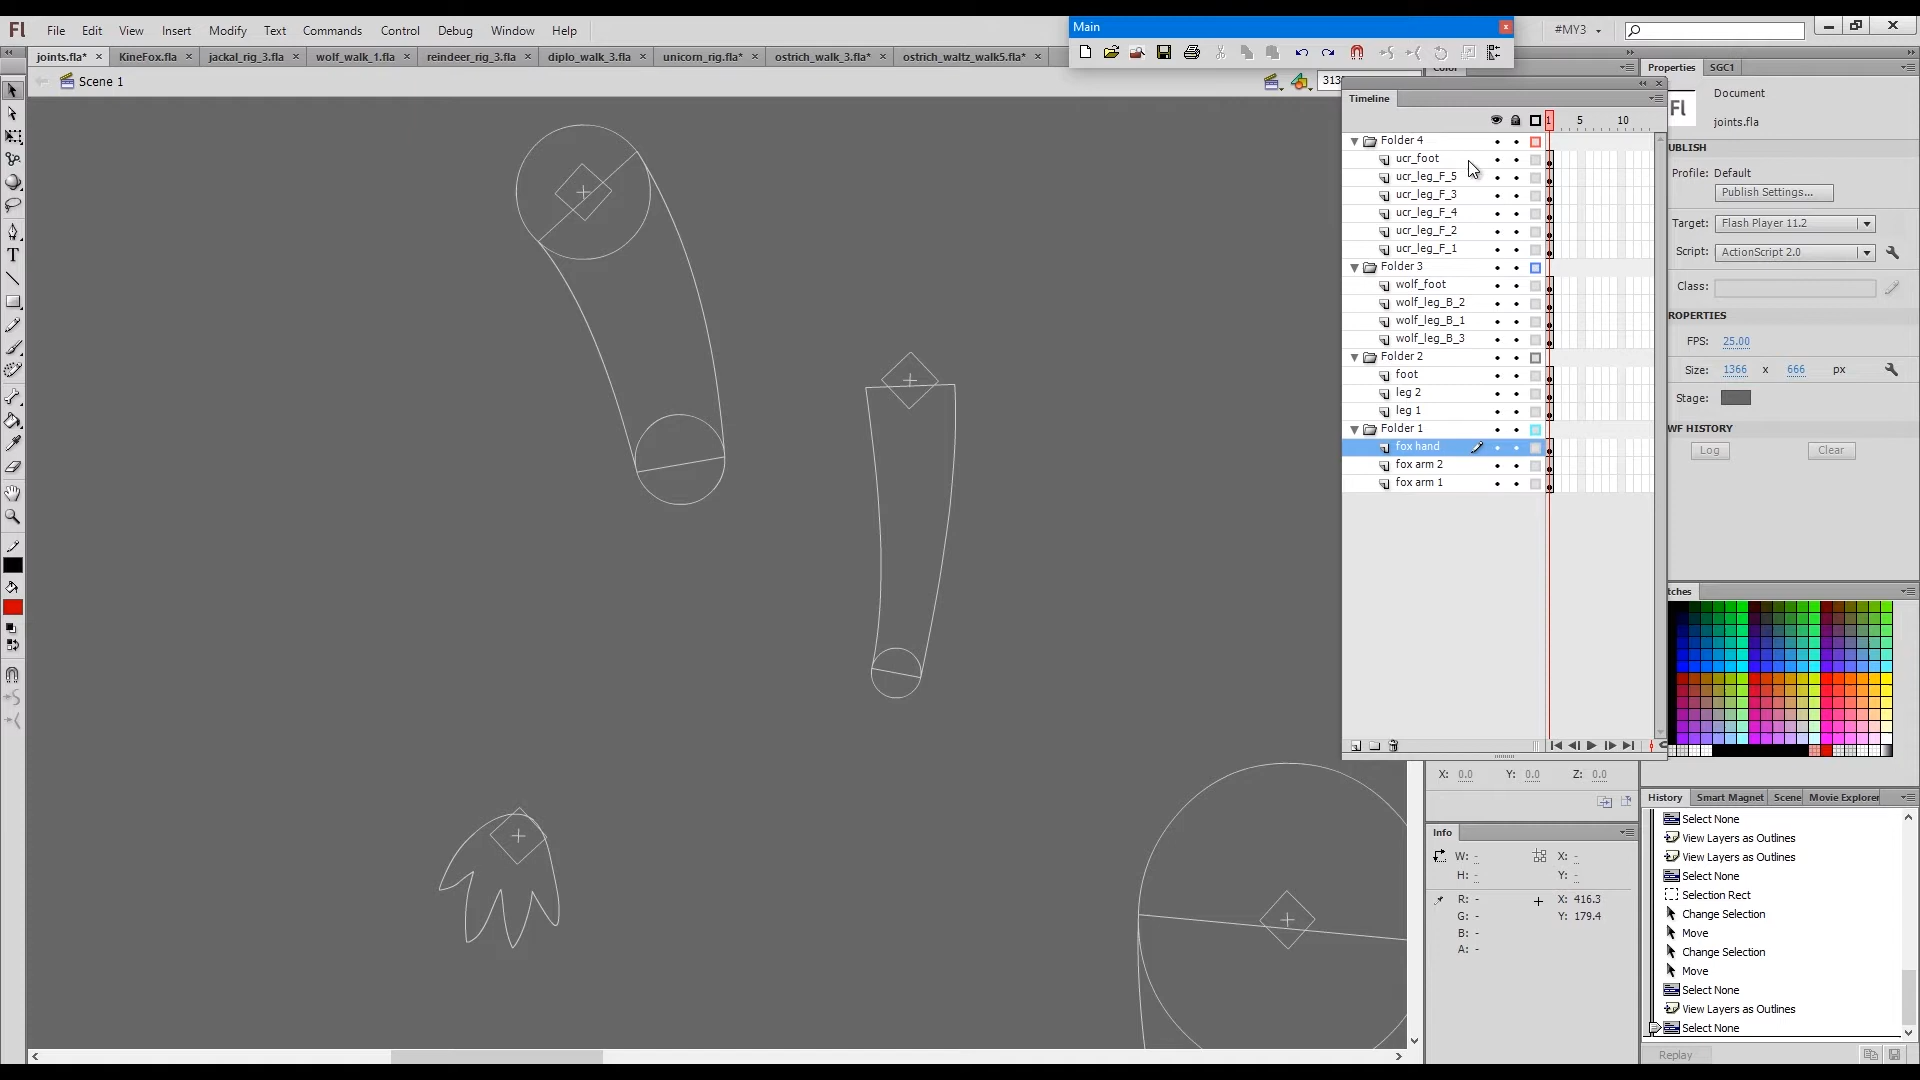 Main
Fl File Edit View Insert Modify Text Commands Control Debug Window Help
#MY3
joints.fla* × KineFox.fla × jackal_rig_3.fla × wolf_walk_1.fla × reindeer_rig_3.fla × diplo_walk_3.fla × unicorn_rig.fla* × ostrich_walk_3.fla* × ostrich_waltz_walk5.fla* ×
Scene 1
313
Color
Timeline
1 5 10
Folder 4
ucr_foot
ucr_leg_F_5
ucr_leg_F_3
ucr_leg_F_4
ucr_leg_F_2
ucr_leg_F_1
Folder 3
wolf_foot
wolf_leg_B_2
wolf_leg_B_1
wolf_leg_B_3
Folder 2
foot
leg 2
leg 1
Folder 1
fox hand
fox arm 2
fox arm 1
Properties SGC1
Fl
Document
joints.fla
UBLISH
Profile: Default
Publish Settings...
Target: Flash Player 11.2
Script: ActionScript 2.0
Class:
ROPERTIES
FPS: 25.00
Size: 1366 x 666 px
Stage:
WF HISTORY
Log Clear
tches
X: 0.0 Y: 0.0 Z: 0.0
Info
W: - X: -
H: - Y: -
R: - X: 416.3
G: - Y: 179.4
B: -
A: -
History Smart Magnet Scene Movie Explorer
Select None
View Layers as Outlines
View Layers as Outlines
Select None
Selection Rect
Change Selection
Move
Change Selection
Move
Select None
View Layers as Outlines
Select None
Replay